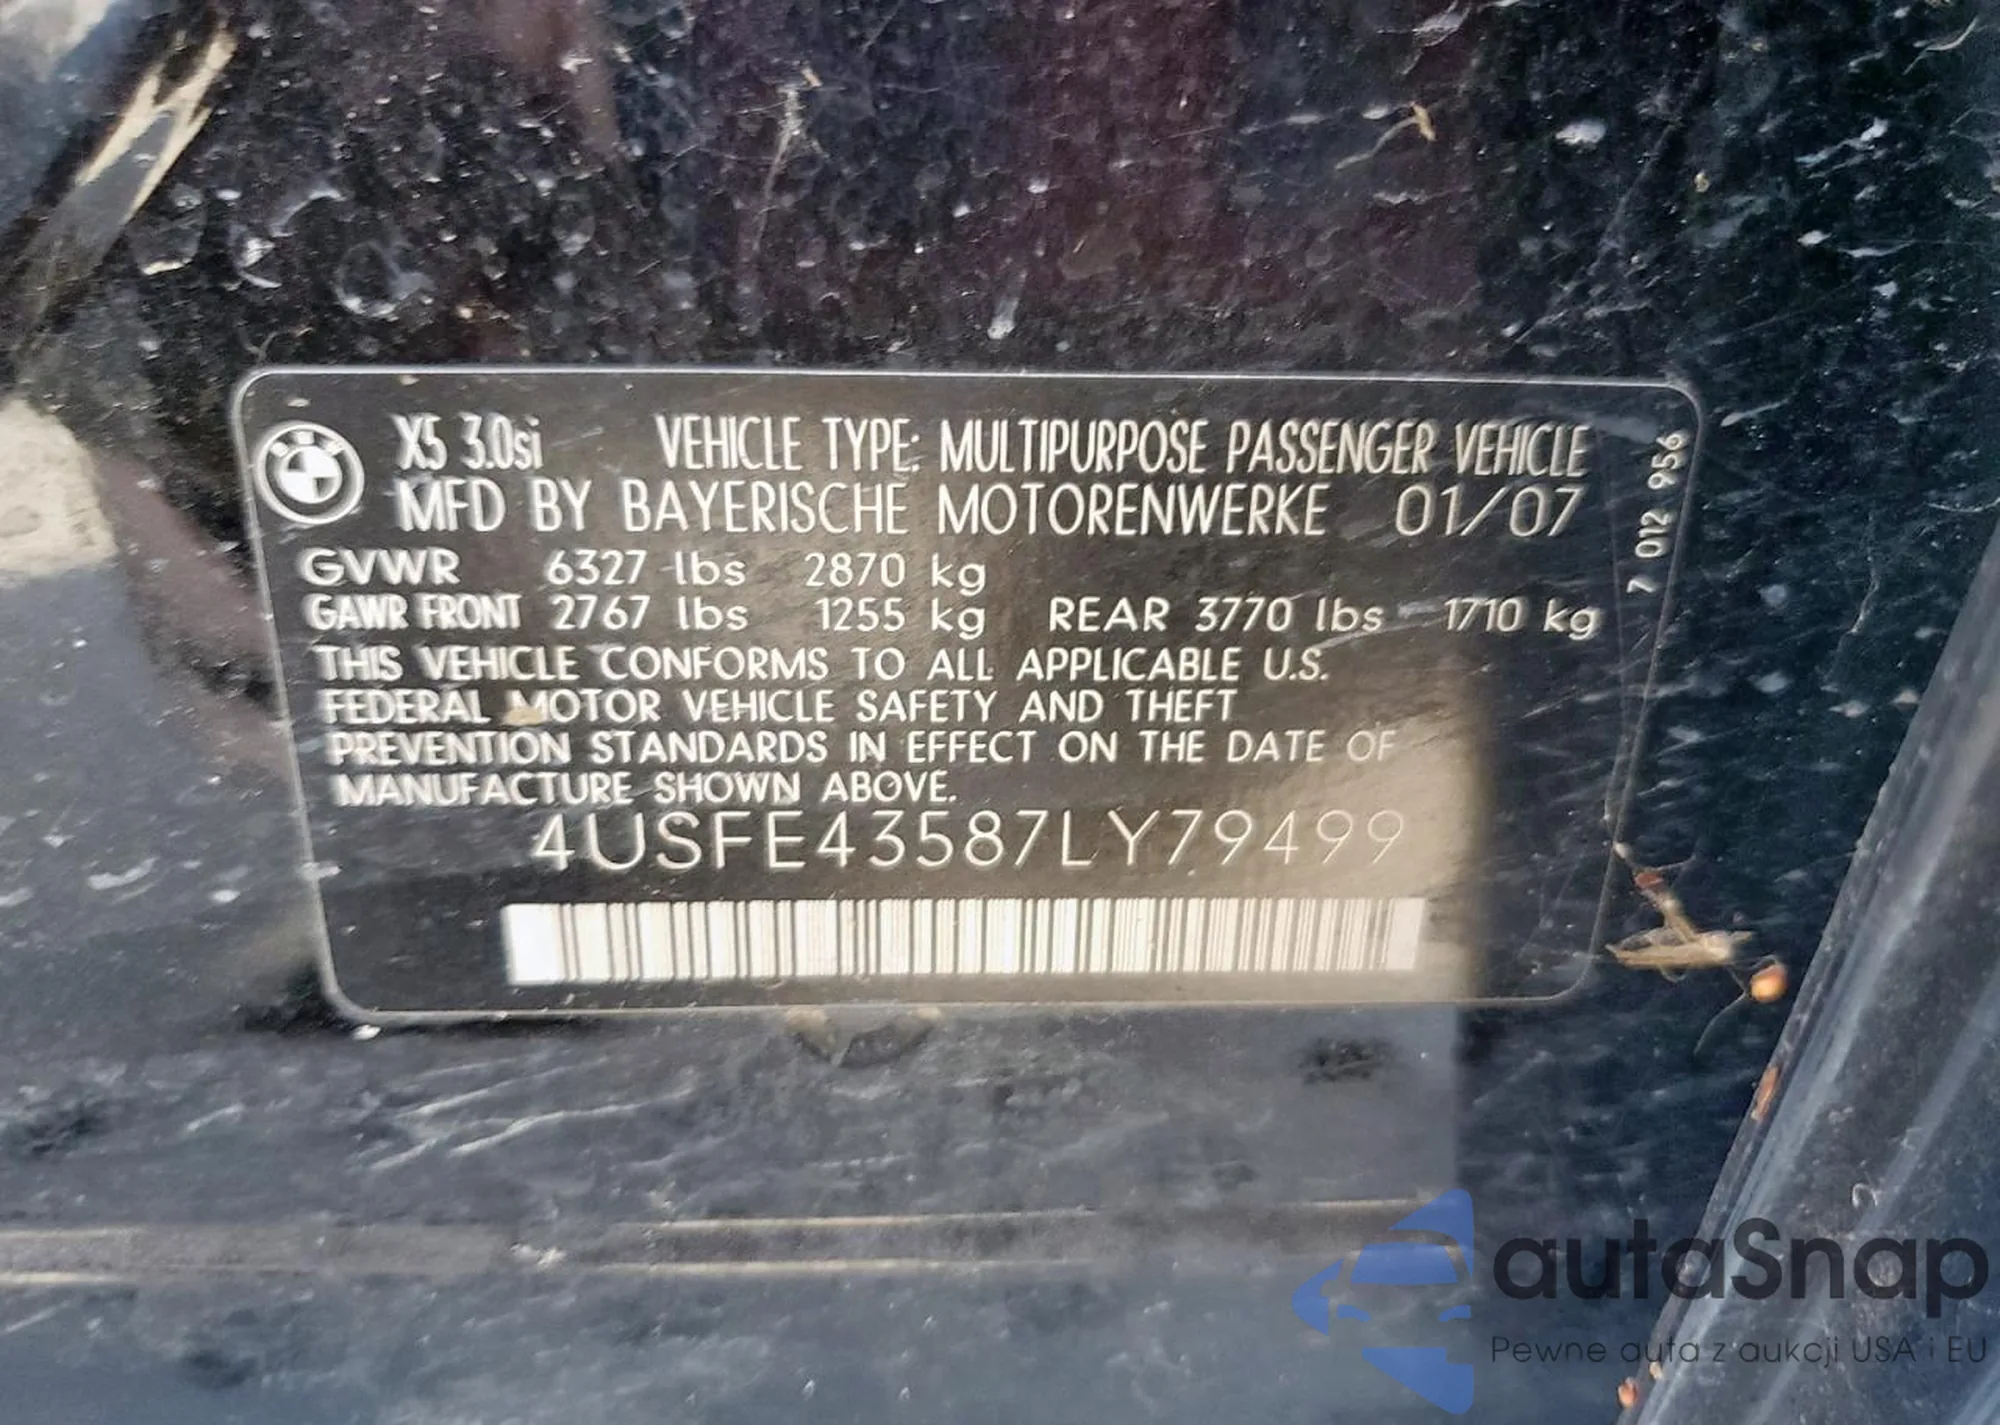 X5 3.0si VEHICLE TYPE: MULTIPURPOSE PASSENGER VEHICLE
MFD BY BAYERISCHE MOTORENWERKE 01/07
GVWR 6327 lbs 2870 kg
GAWR FRONT 2767 lbs 1255 kg REAR 3770 lbs 1710 kg
THIS VEHICLE CONFORMS TO ALL APPLICABLE U.S.
FEDERAL MOTOR VEHICLE SAFETY AND THEFT
PREVENTION STANDARDS IN EFFECT ON THE DATE OF
MANUFACTURE SHOWN ABOVE.
4USFE43587LY79499
7 012 956
autaSnap
Pewne auta z aukcji USA i EU